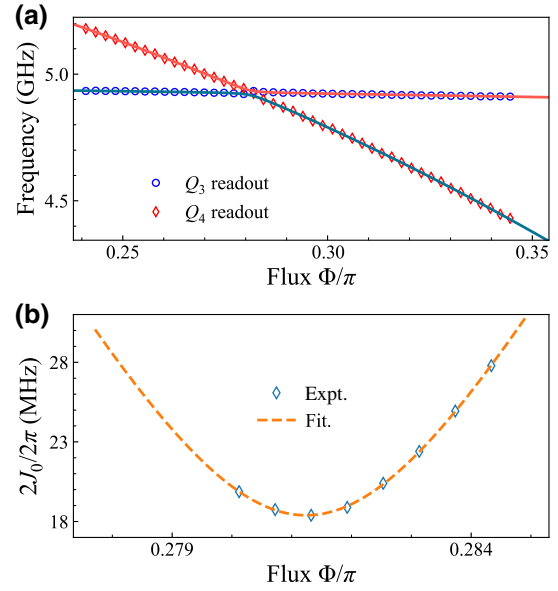 (a)
Frequency (GHz)
5.0
4.5
Q3 readout
Q4 readout
0.25 0.30 0.35
Flux Φ/π
(b)
2J0/2π (MHz)
28
23
18
Expt.
Fit.
0.279 0.284
Flux Φ/π